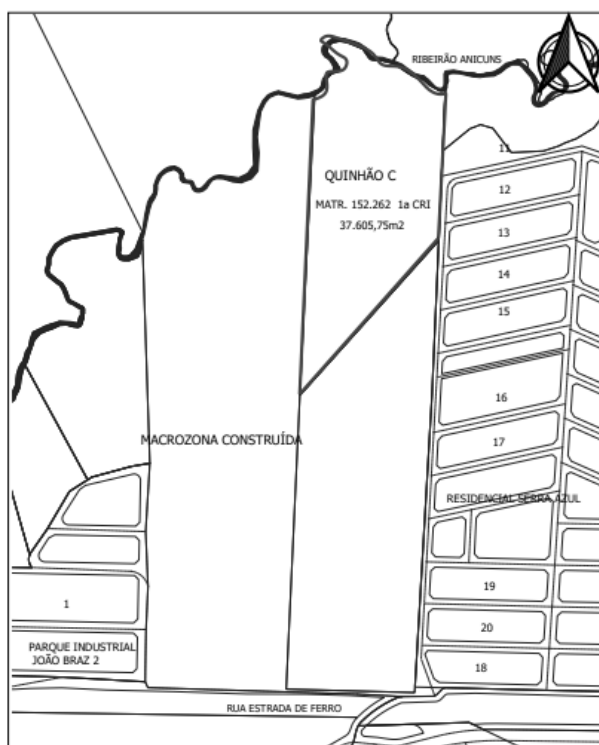 RIBEIRÃO ANICUNS
11
QUINHÃO C
12
MATR. 152.262 1a CRI
37.605,75m2
13
14
15
16
MACROZONA CONSTRUÍDA
17
RESIDENCIAL SERRA AZUL
19
1
20
PARQUE INDUSTRIAL
JOÃO BRAZ 2
18
RUA ESTRADA DE FERRO